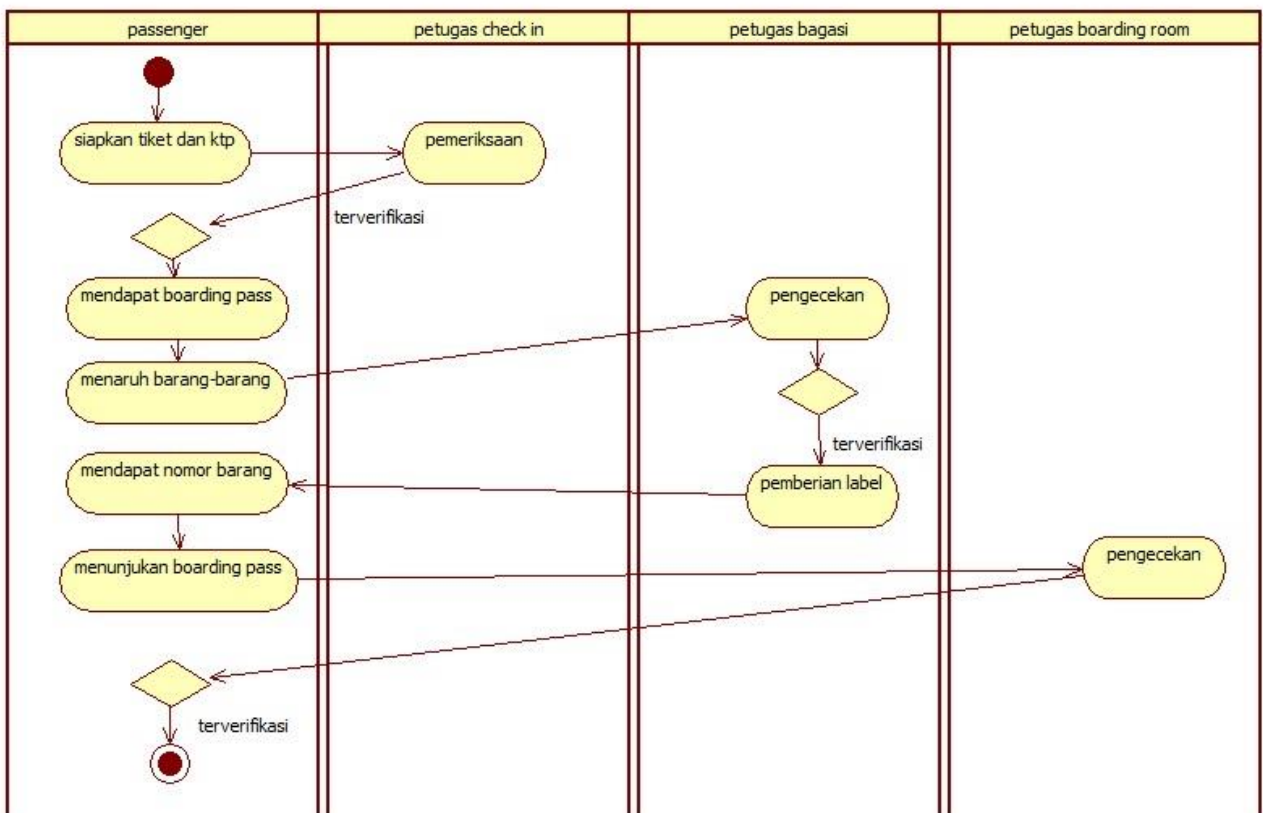 passenger
petugas check in
petugas bagasi
petugas boarding room
siapkan tiket dan ktp
pemeriksaan
terverifikasi
mendapat boarding pass
pengecekan
menaruh barang-barang
terverifikasi
mendapat nomor barang
pemberian label
menunjukan boarding pass
pengecekan
terverifikasi